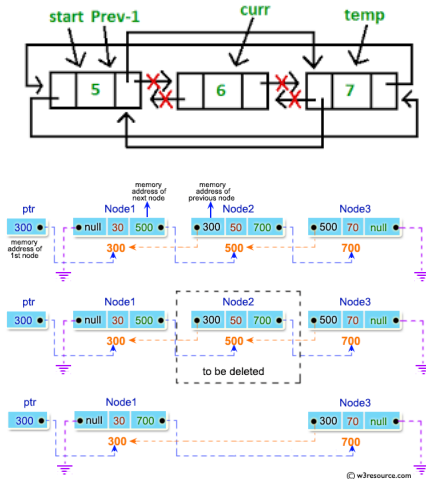 start Prev-1 curr temp
5 6 7
memory address of next node
memory address of previous node
ptr Node1 Node2 Node3
300 null 30 500 300 50 700 500 70 null
memory address of 1st node
300 500 700
ptr Node1 Node2 Node3
300 null 30 500 300 50 700 500 70 null
300 500 700
to be deleted
ptr Node1 Node3
300 null 30 700 300 70 null
300 700
© w3resource.com